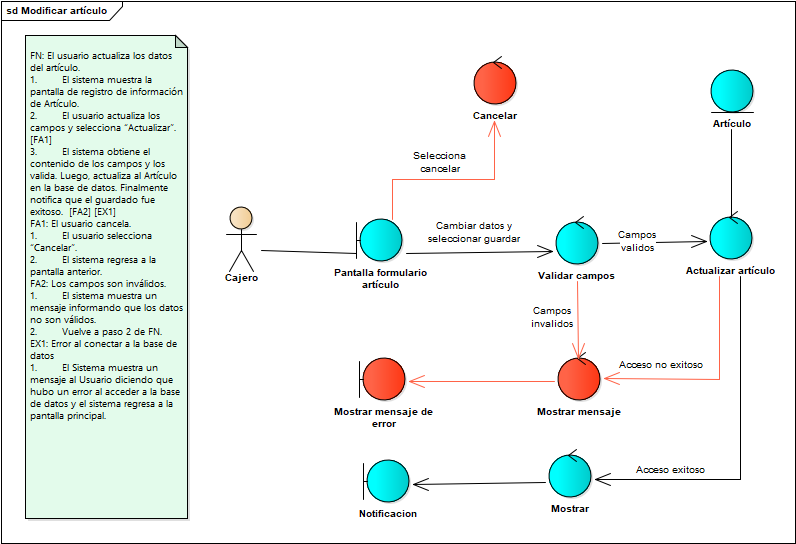 sd Modificar artículo
FN: El usuario actualiza los datos
del artículo.
1. El sistema muestra la
pantalla de registro de información
de Artículo.
2. El usuario actualiza los
campos y selecciona “Actualizar”.
[FA1]
3. El sistema obtiene el
contenido de los campos y los
valida. Luego, actualiza al Artículo
en la base de datos. Finalmente
notifica que el guardado fue
exitoso. [FA2] [EX1]
FA1: El usuario cancela.
1. El usuario selecciona
“Cancelar”.
2. El sistema regresa a la
pantalla anterior.
FA2: Los campos son inválidos.
1. El sistema muestra un
mensaje informando que los datos
no son válidos.
2. Vuelve a paso 2 de FN.
EX1: Error al conectar a la base de
datos
1. El Sistema muestra un
mensaje al Usuario diciendo que
hubo un error al acceder a la base
de datos y el sistema regresa a la
pantalla principal.
Cancelar
Artículo
Selecciona
cancelar
Cajero
Pantalla formulario
artículo
Cambiar datos y
seleccionar guardar
Validar campos
Campos
validos
Actualizar artículo
Campos
invalidos
Acceso no exitoso
Mostrar mensaje de
error
Mostrar mensaje
Acceso exitoso
Notificacion
Mostrar